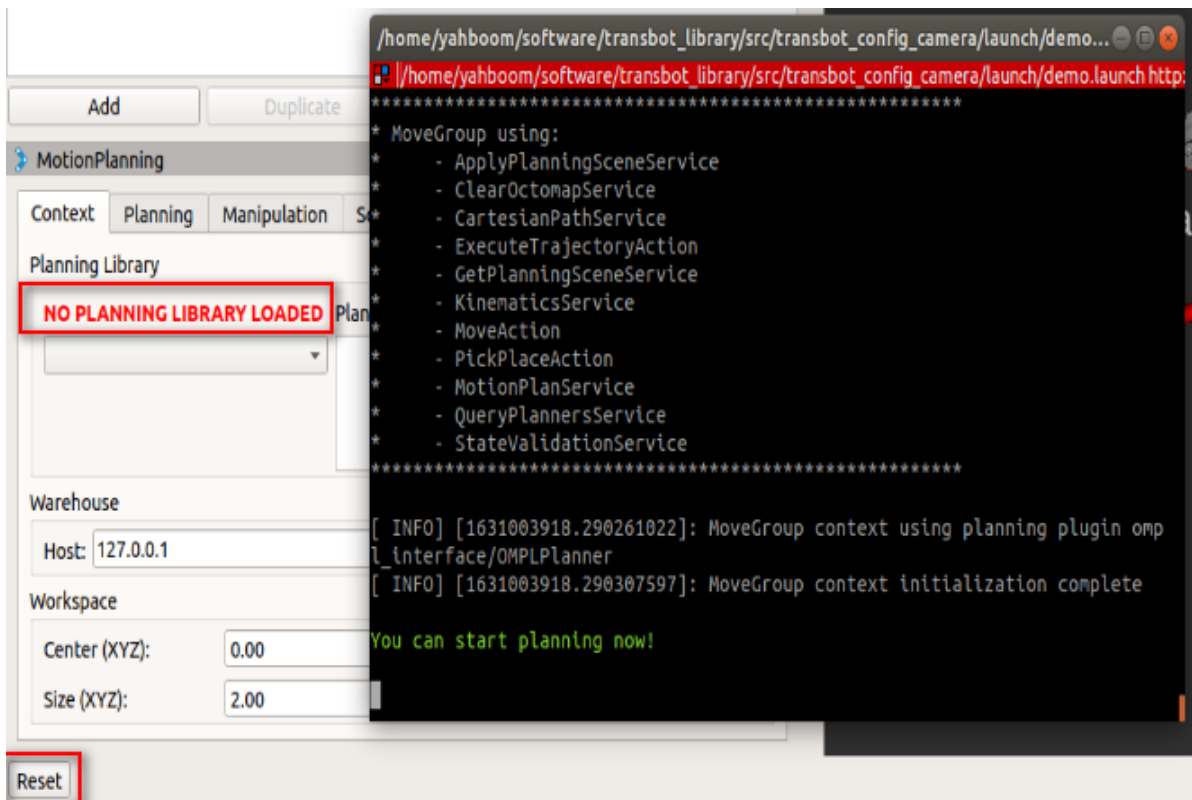 Add
Duplicate
MotionPlanning
Context Planning Manipulation
Planning Library
NO PLANNING LIBRARY LOADED Plan
Warehouse
Host: 127.0.0.1
Workspace
Center (XYZ): 0.00
Size (XYZ): 2.00
Reset
/home/yahboom/software/transbot_library/src/transbot_config_camera/launch/demo...
/home/yahboom/software/transbot_library/src/transbot_config_camera/launch/demo.launch http:
********************************************************
* MoveGroup using:
*     - ApplyPlanningSceneService
*     - ClearOctomapService
*     - CartesianPathService
*     - ExecuteTrajectoryAction
*     - GetPlanningSceneService
*     - KinematicsService
*     - MoveAction
*     - PickPlaceAction
*     - MotionPlanService
*     - QueryPlannersService
*     - StateValidationService
********************************************************
[ INFO] [1631003918.290261022]: MoveGroup context using planning plugin omp
l_interface/OMPLPlanner
[ INFO] [1631003918.290307597]: MoveGroup context initialization complete
You can start planning now!